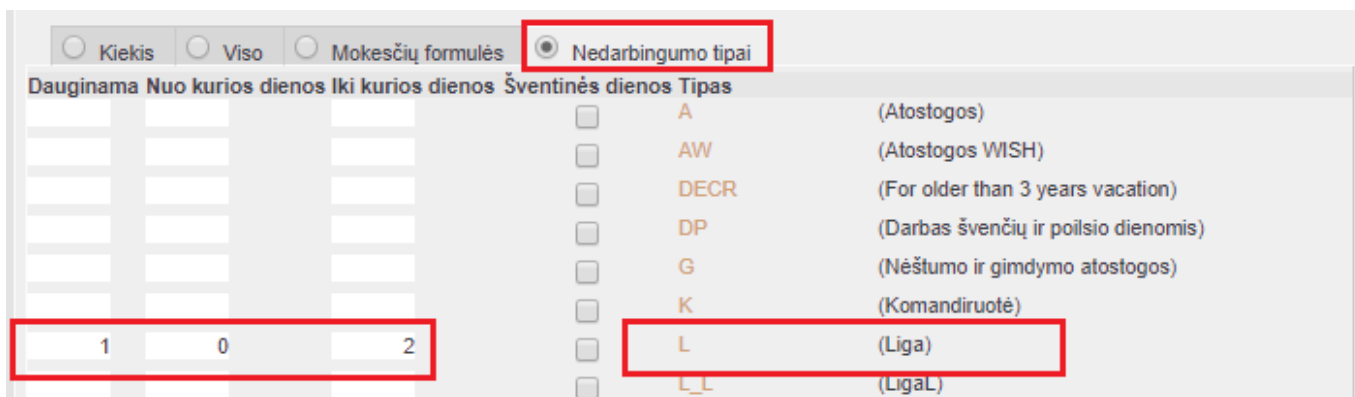 Kiekis Viso Mokesčių formulės Nedarbingumo tipai
Dauginama Nuo kurios dienos Iki kurios dienos Šventinės dienos Tipas
A (Atostogos)
AW (Atostogos WISH)
DECR (For older than 3 years vacation)
DP (Darbas švenčių ir poilsio dienomis)
G (Nėštumo ir gimdymo atostogos)
K (Komandiruotė)
1 0 2 L (Liga)
L_L (LigaL)